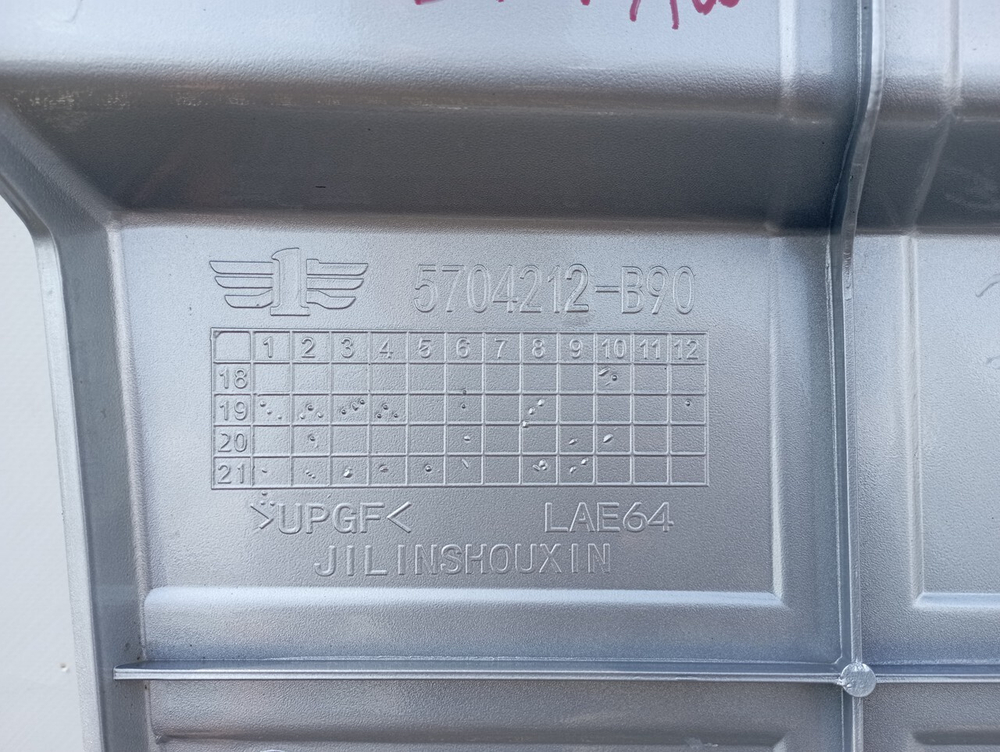 5704212-B90
1 2 3 4 5 6 7 8 9 10 11 12
18
19
20
21
>UPGF< LAE64
JILINSHOUXIN